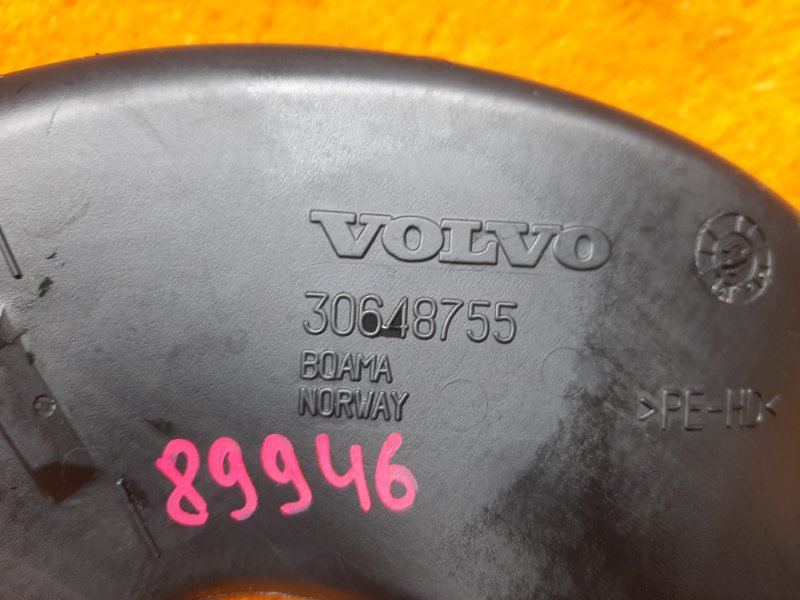 VOLVO
30648755
BQAMA
NORWAY
>PE-HD<
89946